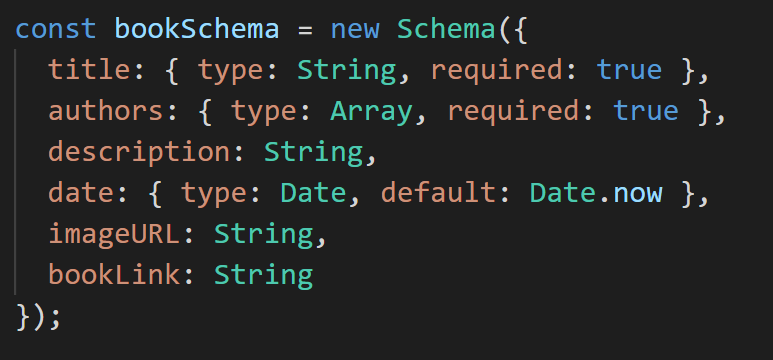 const bookSchema = new Schema({
  title: { type: String, required: true },
  authors: { type: Array, required: true },
  description: String,
  date: { type: Date, default: Date.now },
  imageURL: String,
  bookLink: String
});